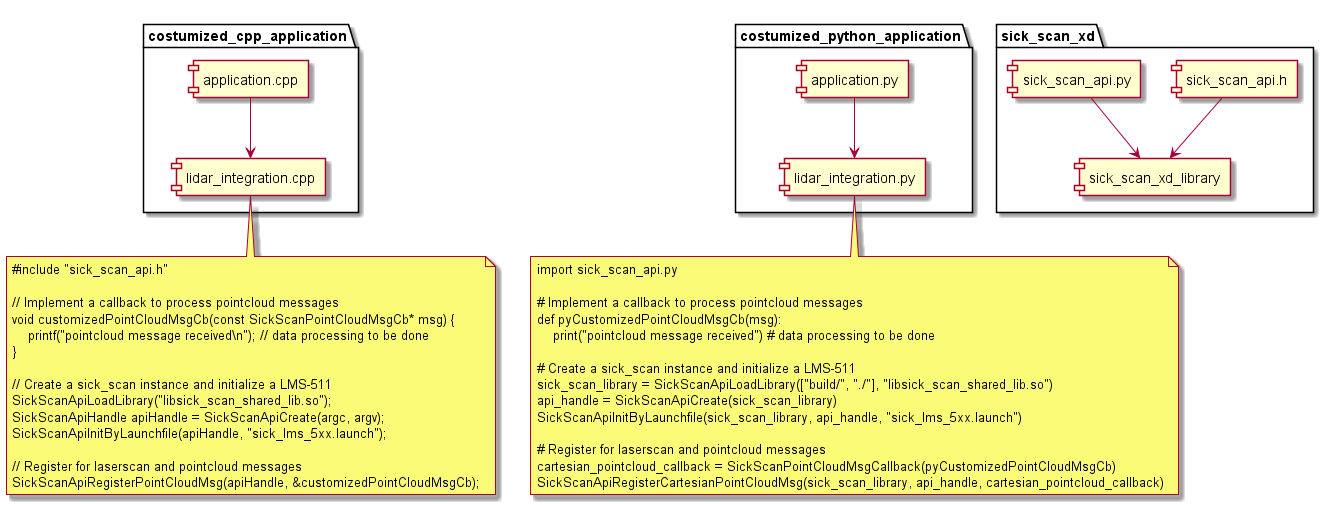 costumized_cpp_application
application.cpp
lidar_integration.cpp
#include "sick_scan_api.h"
// Implement a callback to process pointcloud messages
void customizedPointCloudMsgCb(const SickScanPointCloudMsgCb* msg) {
    printf("pointcloud message received\n"); // data processing to be done
}
// Create a sick_scan instance and initialize a LMS-511
SickScanApiLoadLibrary("libsick_scan_shared_lib.so");
SickScanApiHandle apiHandle = SickScanApiCreate(argc, argv);
SickScanApiInitByLaunchfile(apiHandle, "sick_lms_5xx.launch");
// Register for laserscan and pointcloud messages
SickScanApiRegisterPointCloudMsg(apiHandle, &customizedPointCloudMsgCb);
costumized_python_application
application.py
lidar_integration.py
import sick_scan_api.py
# Implement a callback to process pointcloud messages
def pyCustomizedPointCloudMsgCb(msg):
    print("pointcloud message received") # data processing to be done
# Create a sick_scan instance and initialize a LMS-511
sick_scan_library = SickScanApiLoadLibrary(["build/", "./"], "libsick_scan_shared_lib.so")
api_handle = SickScanApiCreate(sick_scan_library)
SickScanApiInitByLaunchfile(sick_scan_library, api_handle, "sick_lms_5xx.launch")
# Register for laserscan and pointcloud messages
cartesian_pointcloud_callback = SickScanPointCloudMsgCallback(pyCustomizedPointCloudMsgCb)
SickScanApiRegisterCartesianPointCloudMsg(sick_scan_library, api_handle, cartesian_pointcloud_callback)
sick_scan_xd
sick_scan_api.py
sick_scan_api.h
sick_scan_xd_library